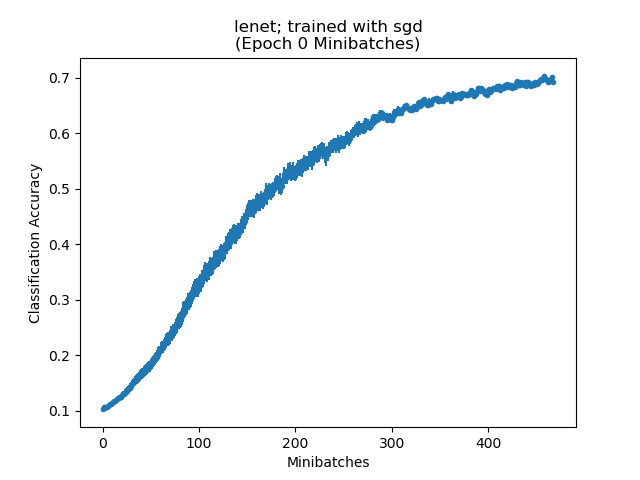 lenet; trained with sgd
(Epoch 0 Minibatches)
0.7
0.6
0.5
0.4
0.3
0.2
0.1
Classification Accuracy
0 100 200 300 400
Minibatches